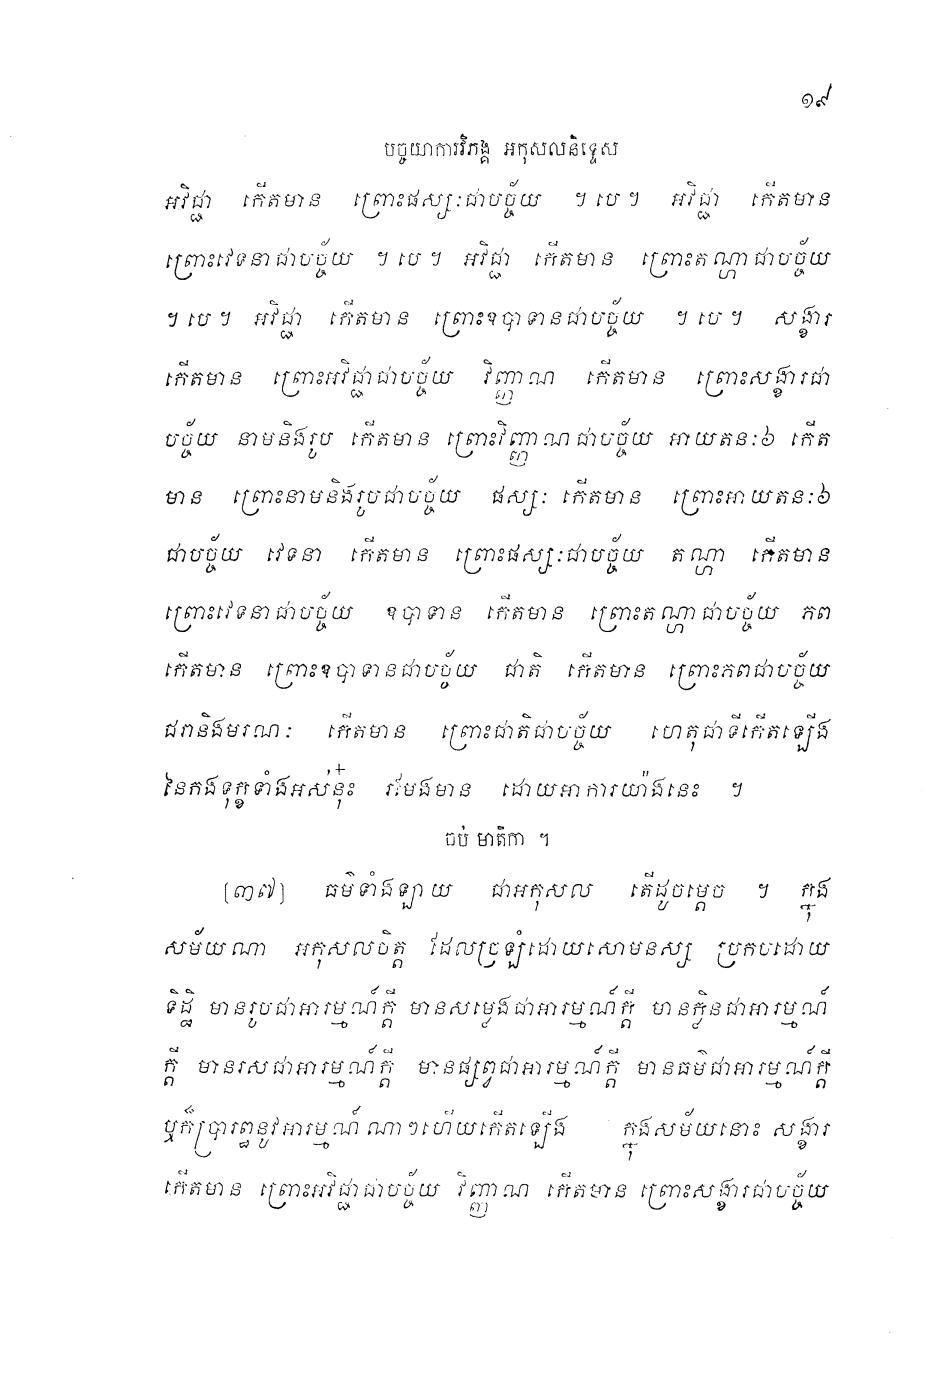 ១៩
បច្ចយាការវិភង្គ អកុសលនិទ្ទេស
អវិជ្ជា កើតមាន ព្រោះផស្សៈជាបច្ច័យ ។ បេ ។ អវិជ្ជា កើតមាន
ព្រោះវេទនាជាបច្ច័យ ។ បេ ។ អវិជ្ជា កើតមាន ព្រោះតណ្ហាជាបច្ច័យ
។ បេ ។ អវិជ្ជា កើតមាន ព្រោះឧបាទានជាបច្ច័យ ។ បេ ។ សង្ខារ
កើតមាន ព្រោះអវិជ្ជាជាបច្ច័យ វិញ្ញាណ កើតមាន ព្រោះសង្ខារជា
បច្ច័យ នាមនិងរូប កើតមាន ព្រោះវិញ្ញាណជាបច្ច័យ អាយតនៈ៦ កើត
មាន ព្រោះនាមនិងរូបជាបច្ច័យ ផស្សៈ កើតមាន ព្រោះអាយតនៈ៦
ជាបច្ច័យ វេទនា កើតមាន ព្រោះផស្សៈជាបច្ច័យ តណ្ហា កើតមាន
ព្រោះវេទនាជាបច្ច័យ ឧបាទាន កើតមាន ព្រោះតណ្ហាជាបច្ច័យ ភព
កើតមាន ព្រោះឧបាទានជាបច្ច័យ ជាតិ កើតមាន ព្រោះភពជាបច្ច័យ
ជរានិងមរណៈ កើតមាន ព្រោះជាតិជាបច្ច័យ ហេតុជាទីកើតឡើង
នៃកងទុក្ខទាំងអស់នុ៎ះ រមែងមាន ដោយអាការយ៉ាងនេះ ។
ចប់ មាតិកា ។
[៣៧] ធម៌ទាំងឡាយ ជាអកុសល តើដូចម្តេច ។ ក្នុង
សម័យណា អកុសលចិត្ត ដែលច្រឡំដោយសោមនស្ស ប្រកបដោយ
ទិដ្ឋិ មានរូបជាអារម្មណ៍ក្តី មានសម្លេងជាអារម្មណ៍ក្តី មានក្លិនជាអារម្មណ៍
ក្តី មានរសជាអារម្មណ៍ក្តី មានផ្សព្វជាអារម្មណ៍ក្តី មានធម៌ជាអារម្មណ៍ក្តី
ឬក៏ប្រារព្ធនូវអារម្មណ៍ ណាៗហើយកើតឡើង ក្នុងសម័យនោះ សង្ខារ
កើតមាន ព្រោះអវិជ្ជាជាបច្ច័យ វិញ្ញាណ កើតមាន ព្រោះសង្ខារជាបច្ច័យ